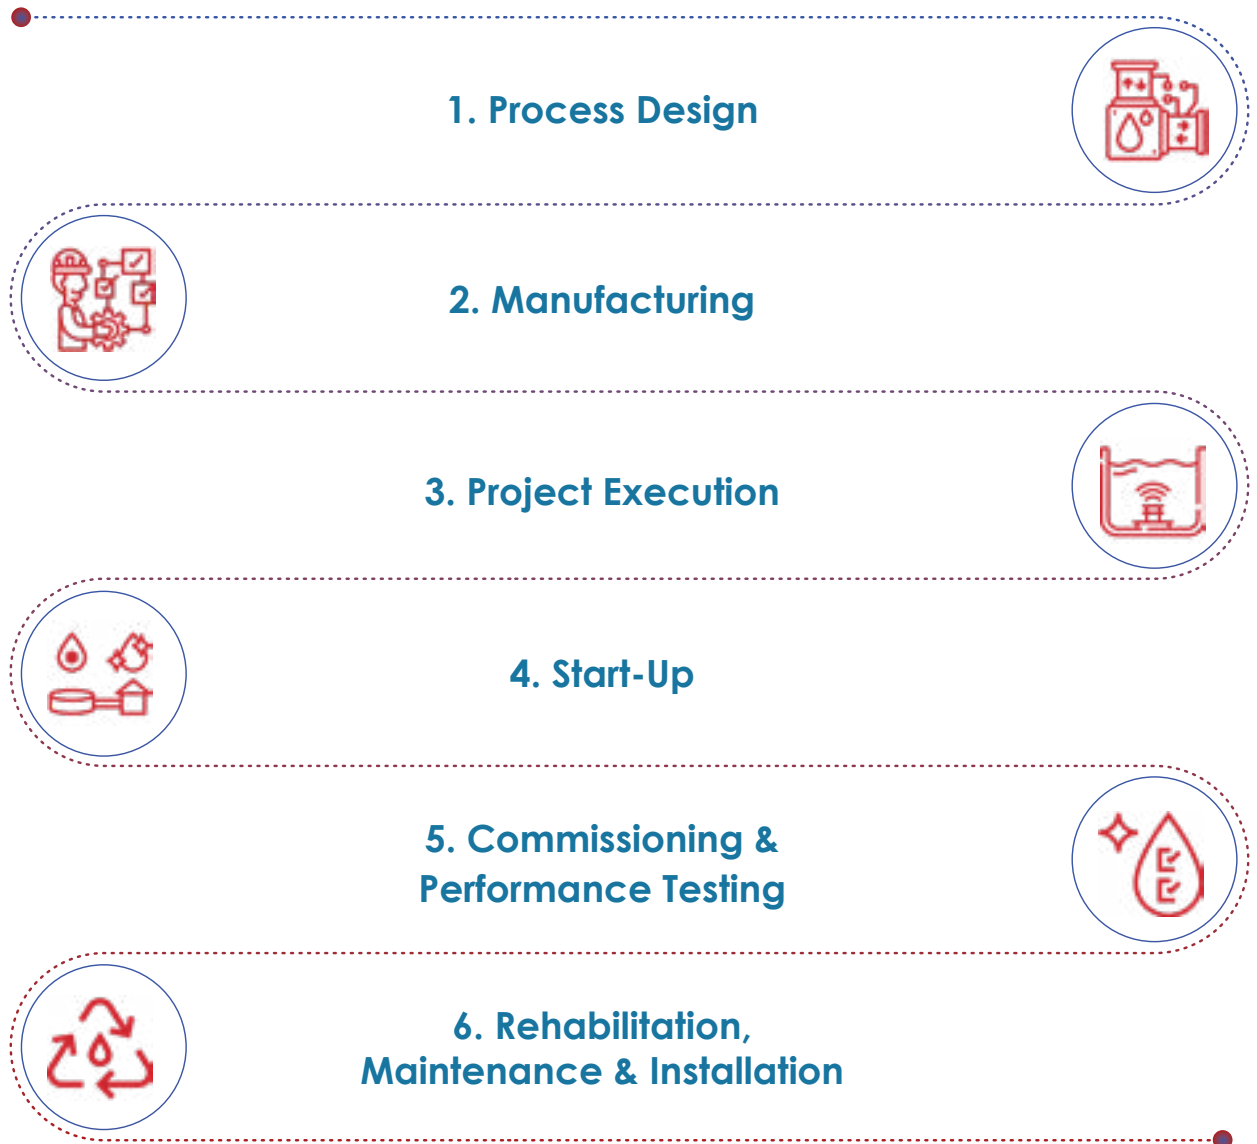 1. Process Design
2. Manufacturing
3. Project Execution
4. Start-Up
5. Commissioning &
Performance Testing
6. Rehabilitation,
Maintenance & Installation